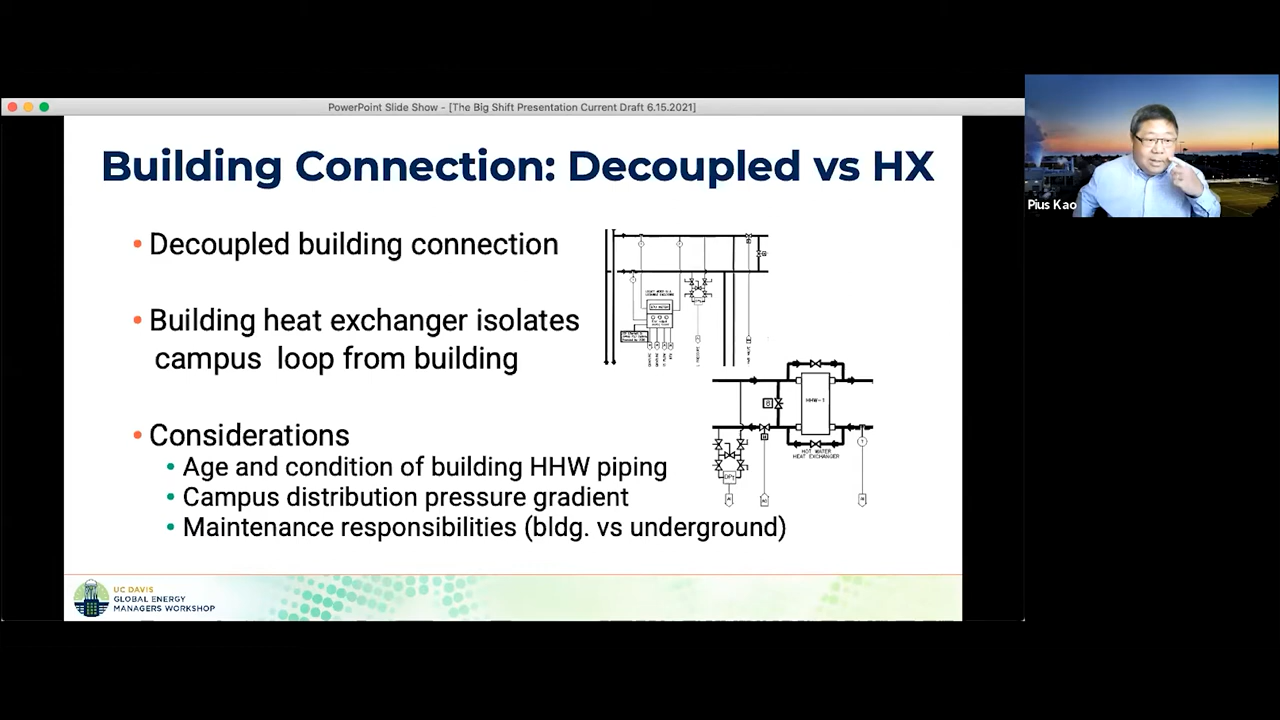 PowerPoint Slide Show - [The Big Shift Presentation Current Draft 6.15.2021]
Building Connection: Decoupled vs HX
Pius Kao
• Decoupled building connection
• Building heat exchanger isolates
campus loop from building
• Considerations
• Age and condition of building HHW piping
• Campus distribution pressure gradient
• Maintenance responsibilities (bldg. vs underground)
HHW-1
HOT WATER
HEAT EXCHANGER
UC DAVIS
GLOBAL ENERGY
MANAGERS WORKSHOP